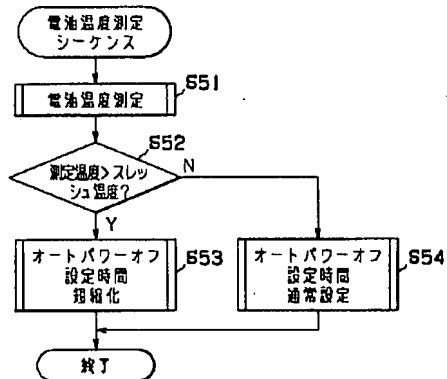 電池温度測定
シーケンス
電池温度測定
S51
測定温度>スレッ
シュ温度?
S52
N
Y
オートパワーオフ
設定時間
短縮化
S53
オートパワーオフ
設定時間
通常設定
S54
終了